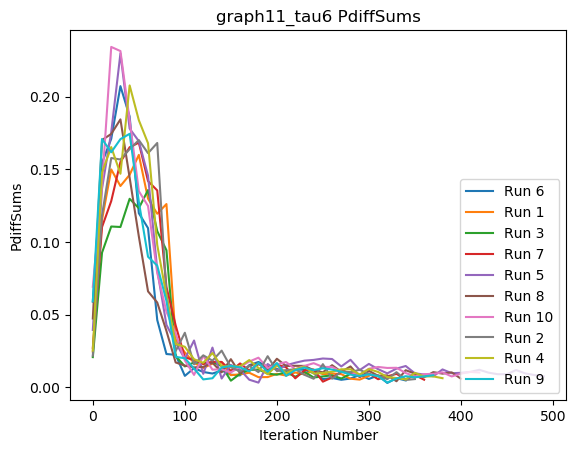 graph11_tau6 PdiffSums
PdiffSums
0.20
0.15
0.10
0.05
0.00
0
100
200
300
400
500
Iteration Number
Run 6
Run 1
Run 3
Run 7
Run 5
Run 8
Run 10
Run 2
Run 4
Run 9